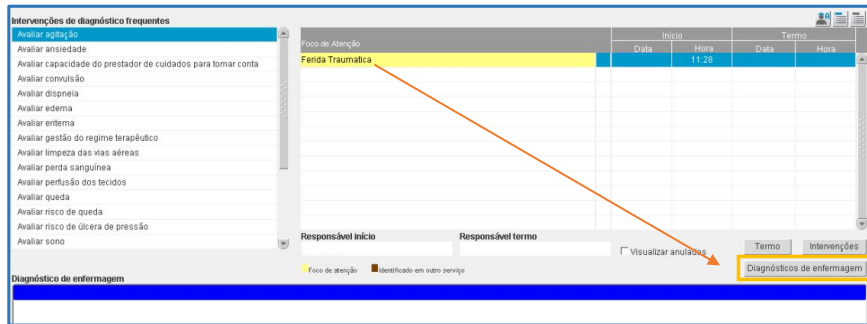 Intervenções de diagnóstico frequentes
Avaliar agitação
Avaliar ansiedade
Avaliar capacidade do prestador de cuidados para tomar conta
Avaliar convulsão
Avaliar dispneia
Avaliar edema
Avaliar eritema
Avaliar gestão do regime terapêutico
Avaliar limpeza das vias aéreas
Avaliar perda sanguínea
Avaliar perfusão dos tecidos
Avaliar queda
Avaliar risco de queda
Avaliar risco de úlcera de pressão
Avaliar sono
Início Termo
Foco de Atenção Data Hora Data Hora
Ferida Traumatica 11:28
Responsável início Responsável termo
Visualizar anulados Termo Intervenções
Foco de atenção Identificado em outro serviço Diagnósticos de enfermagem
Diagnóstico de enfermagem